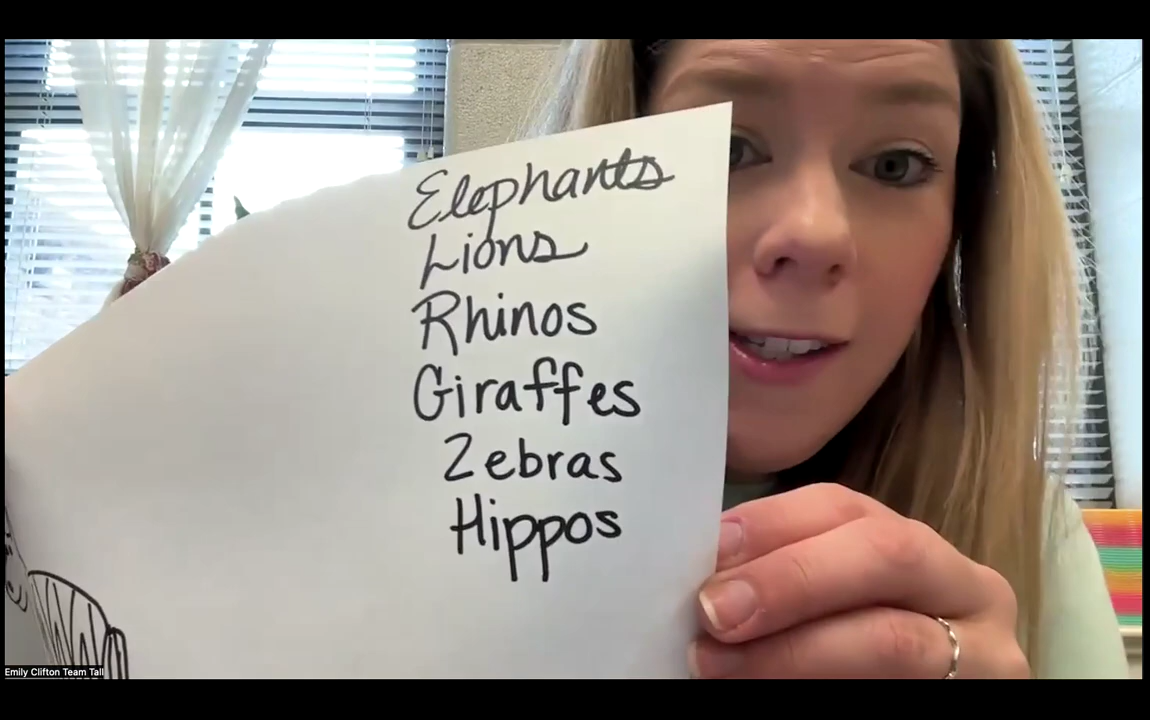 Elephants
Lions
Rhinos
Giraffes
Zebras
Hippos
Emily Clifton Team Tall